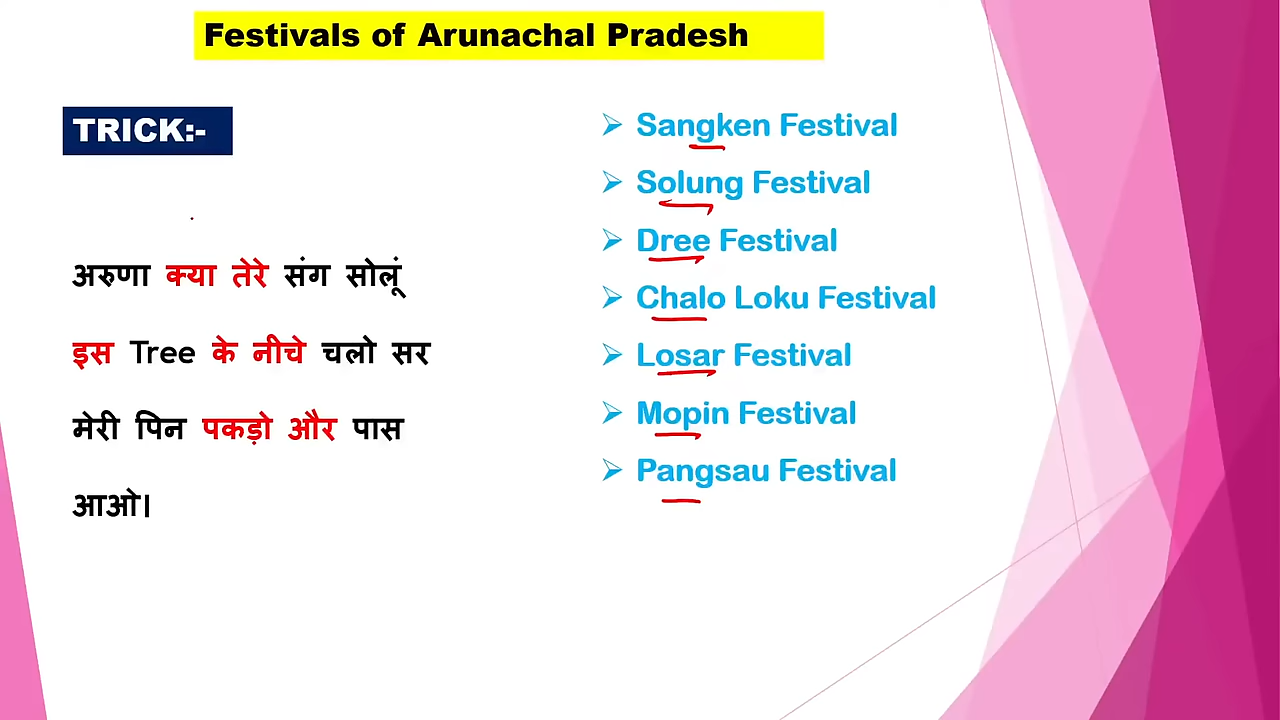 Festivals of Arunachal Pradesh
TRICK:-
अरुणा क्या तेरे संग सोलूं
इस Tree के नीचे चलो सर
मेरी पिन पकड़ो और पास
आओ।
Sangken Festival
Solung Festival
Dree Festival
Chalo Loku Festival
Losar Festival
Mopin Festival
Pangsau Festival